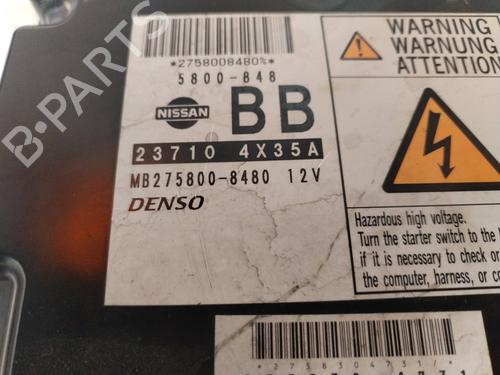 *2758008480%*
5800-848
NISSAN
BB
23710 4X35A
MB275800-8480 12V
DENSO
WARNING
WARNUNG
ATTENTION
Hazardous high voltage.
Turn the starter switch to the
if it is necessary to check or
the computer, harness, or
B-PARTS